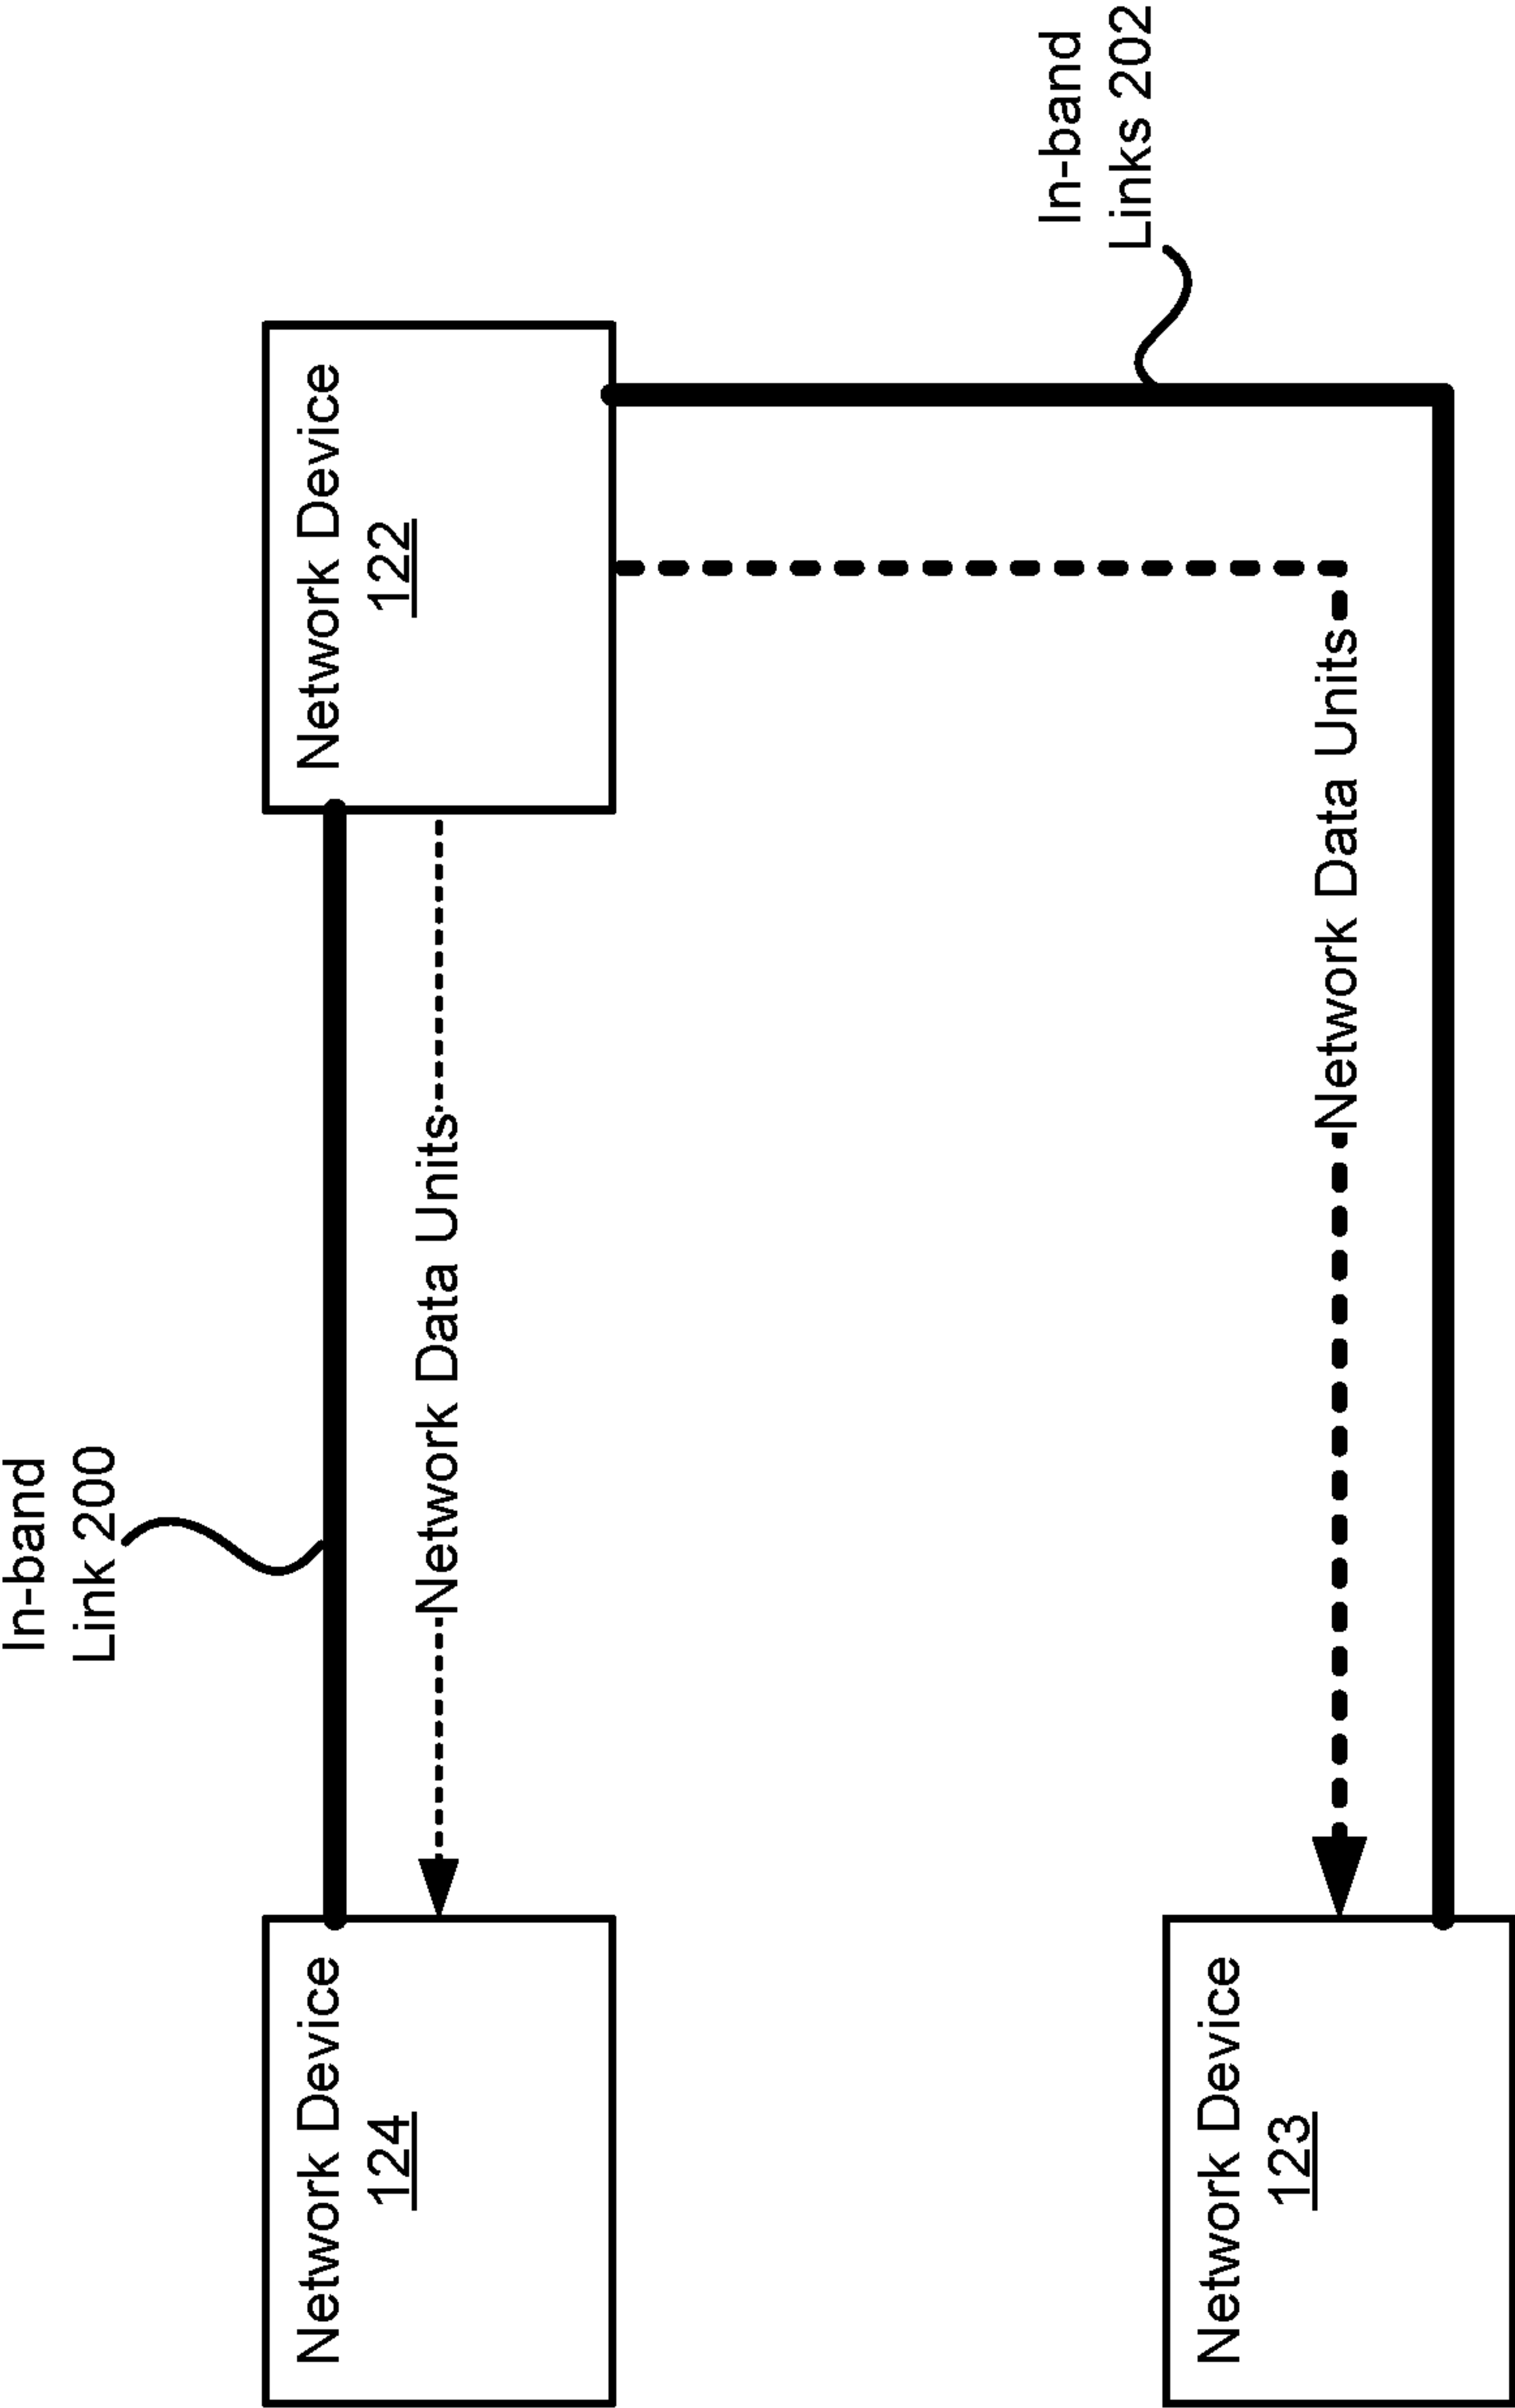 In-band
Link 200
Network Device
124
Network Data Units
Network Device
122
Network Device
123
Network Data Units
In-band
Links 202